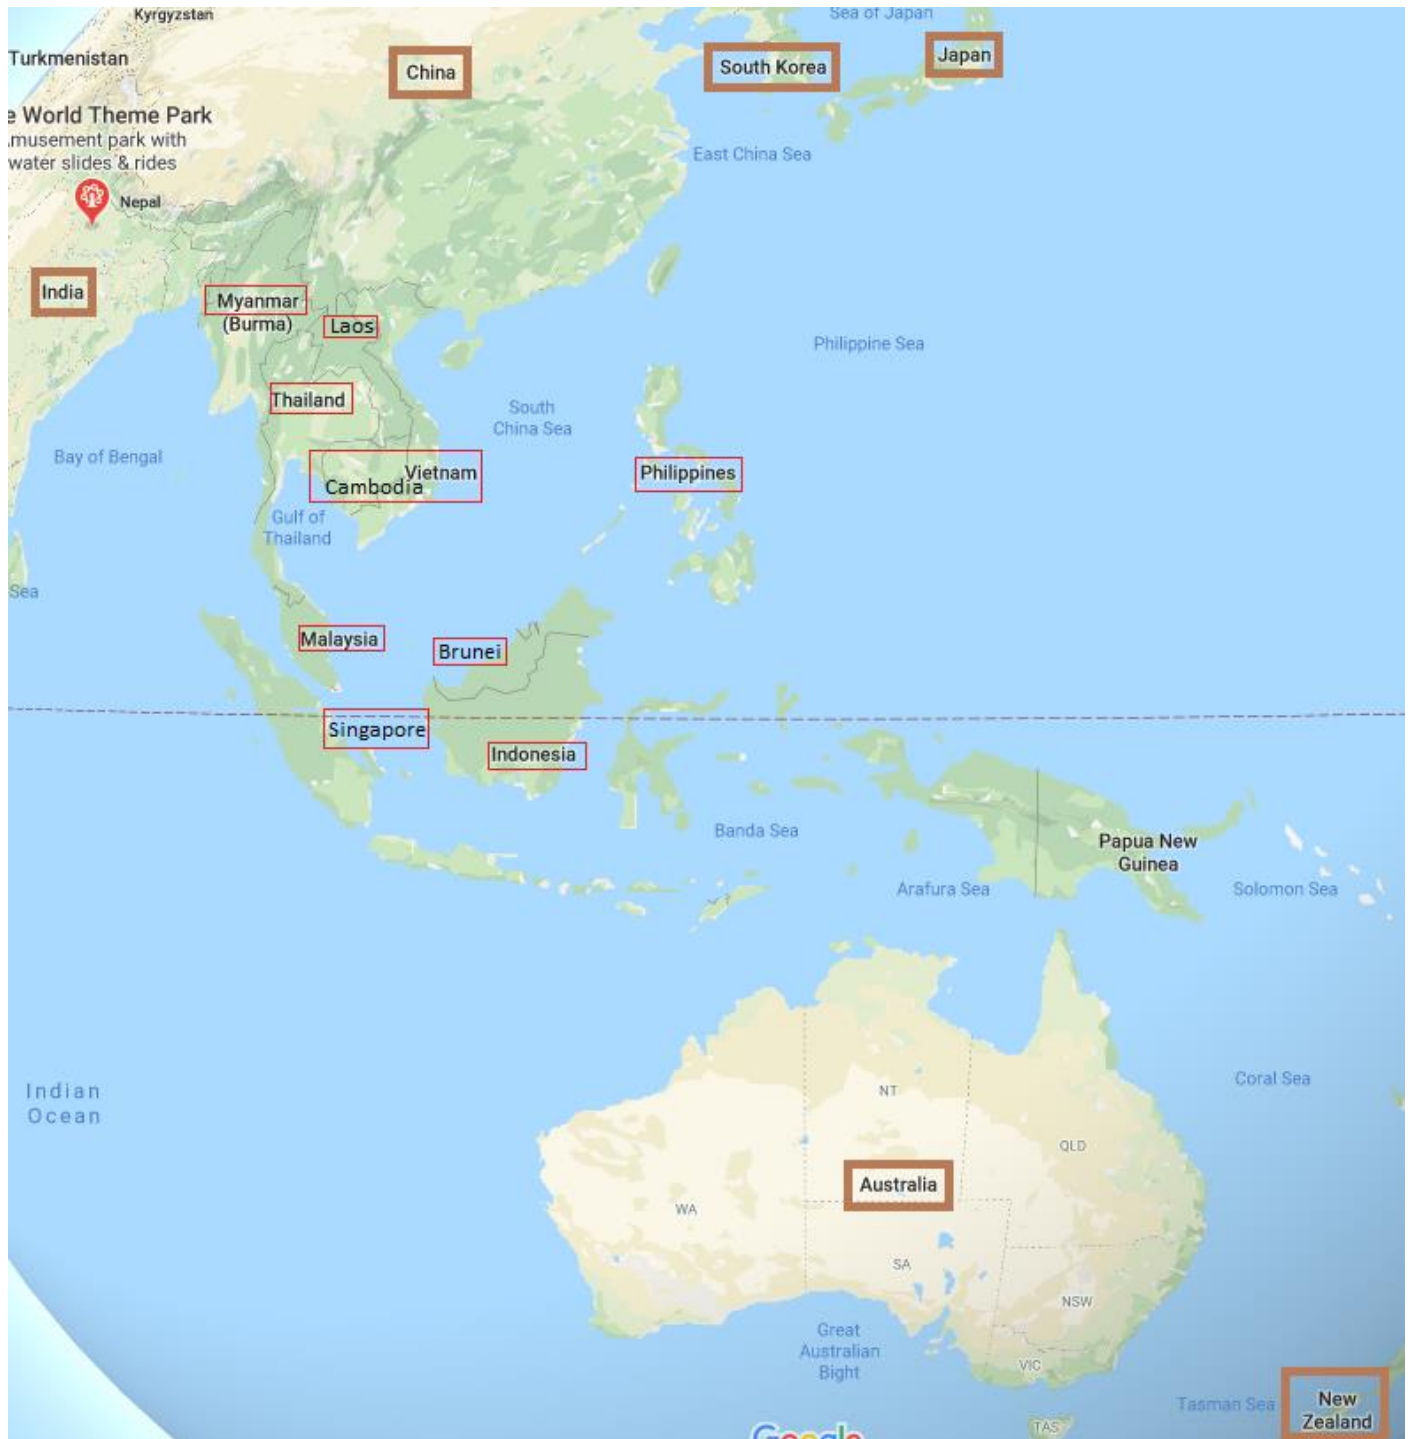 Kyrgyzstan
Sea of Japan
Turkmenistan
China
South Korea
Japan
e World Theme Park
musement park with
water slides & rides
East China Sea
Nepal
India
Myanmar
(Burma)
Laos
Philippine Sea
Thailand
South
China Sea
Bay of Bengal
Vietnam
Cambodia
Philippines
Gulf of
Thailand
Sea
Malaysia
Brunei
Singapore
Indonesia
Banda Sea
Papua New
Guinea
Arafura Sea
Solomon Sea
Indian
Ocean
Coral Sea
NT
QLD
Australia
WA
SA
NSW
Great
Australian
Bight
VIC
Tasman Sea
New
Zealand
TAS
Google